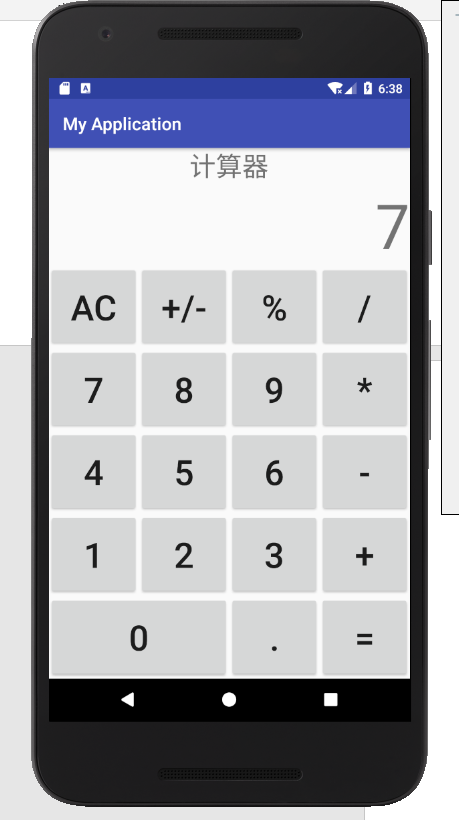 6:38
My Application
计算器
7
AC +/- % /
7 8 9 *
4 5 6 -
1 2 3 +
0 . =